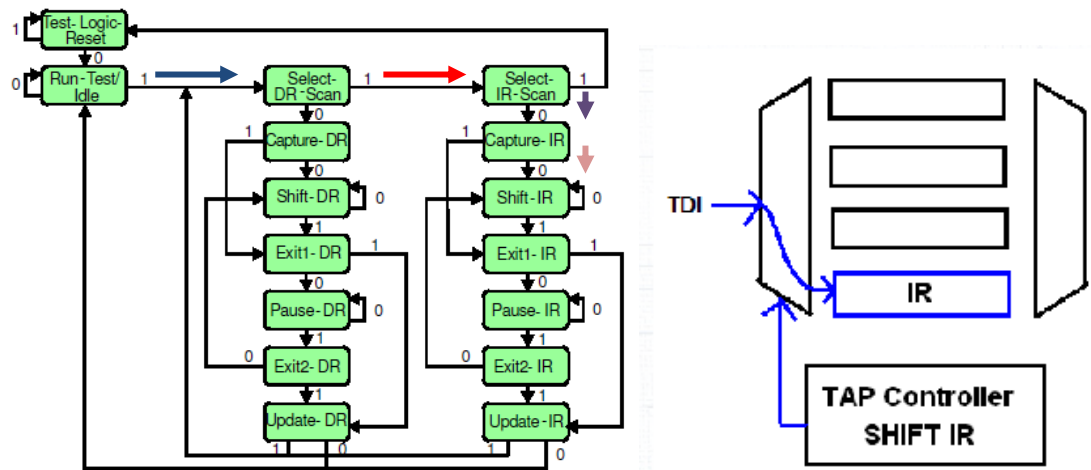 Test- Logic-
Reset
1
0
Run -Test/
Idle
0
1
Select-
DR -Scan
1
Select-
IR-Scan
1
0
0
1
Capture- DR
1
Capture- IR
0
0
Shift- DR
0
Shift- IR
0
1
1
Exit1- DR
1
Exit1- IR
1
0
0
Pause- DR
0
Pause- IR
0
1
1
0
Exit2- DR
0
Exit2- IR
1
1
Update- DR
Update -IR
1
0
1
0
TDI
IR
TAP Controller
SHIFT IR